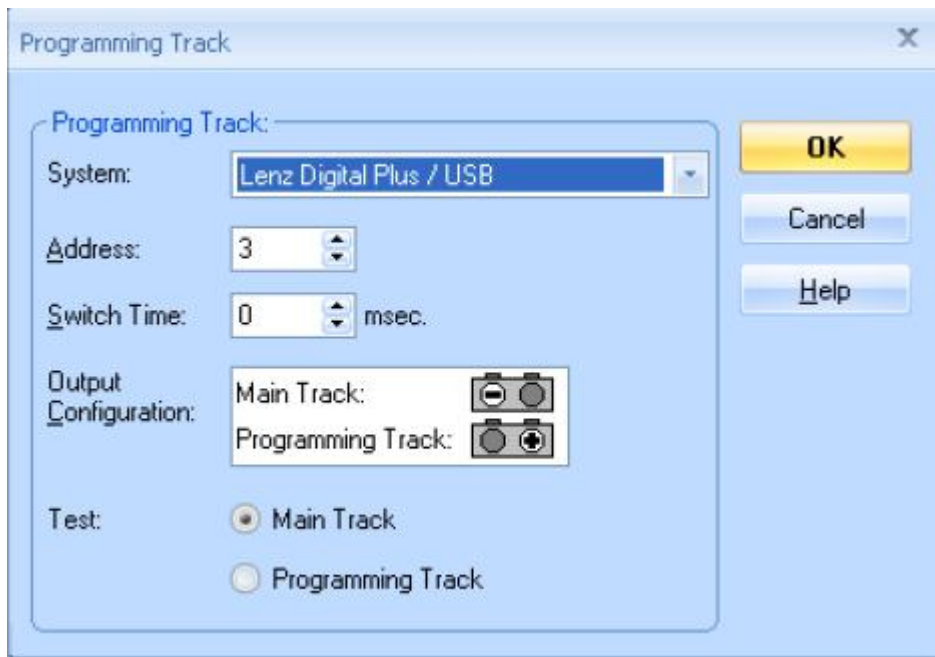 Programming Track
Programming Track:
System: Lenz Digital Plus / USB
Address: 3
Switch Time: 0 msec.
Output Configuration:
Main Track:
Programming Track:
Test: Main Track
Programming Track
OK
Cancel
Help